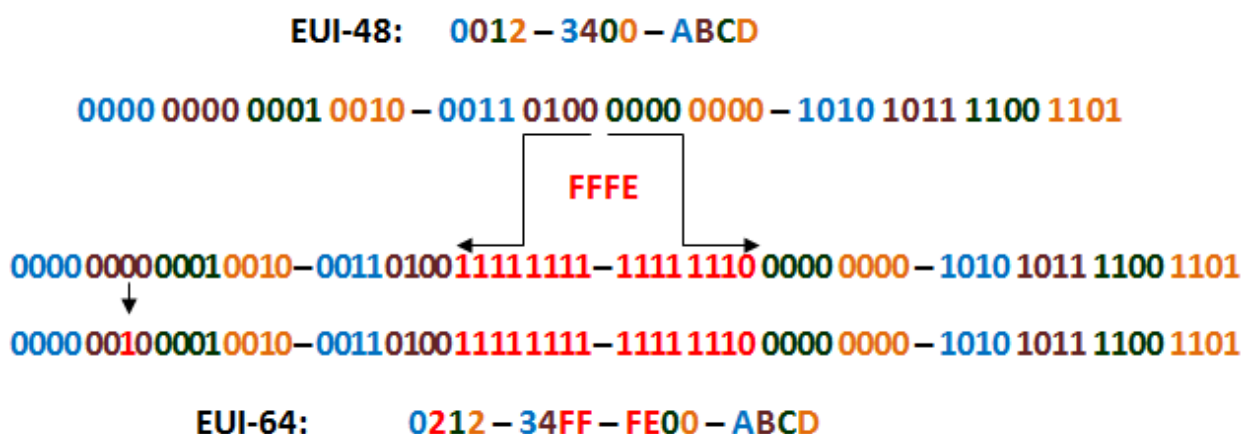 EUI-48: 0012 – 3400 – ABCD
0000 0000 0001 0010 – 0011 0100 0000 0000 – 1010 1011 1100 1101
FFFE
0000 0000 0001 0010–0011 0100 1111 1111–1111 1110 0000 0000 – 1010 1011 1100 1101
0000 0010 0001 0010–0011 0100 1111 1111–1111 1110 0000 0000 – 1010 1011 1100 1101
EUI-64: 0212 – 34FF – FE00 – ABCD